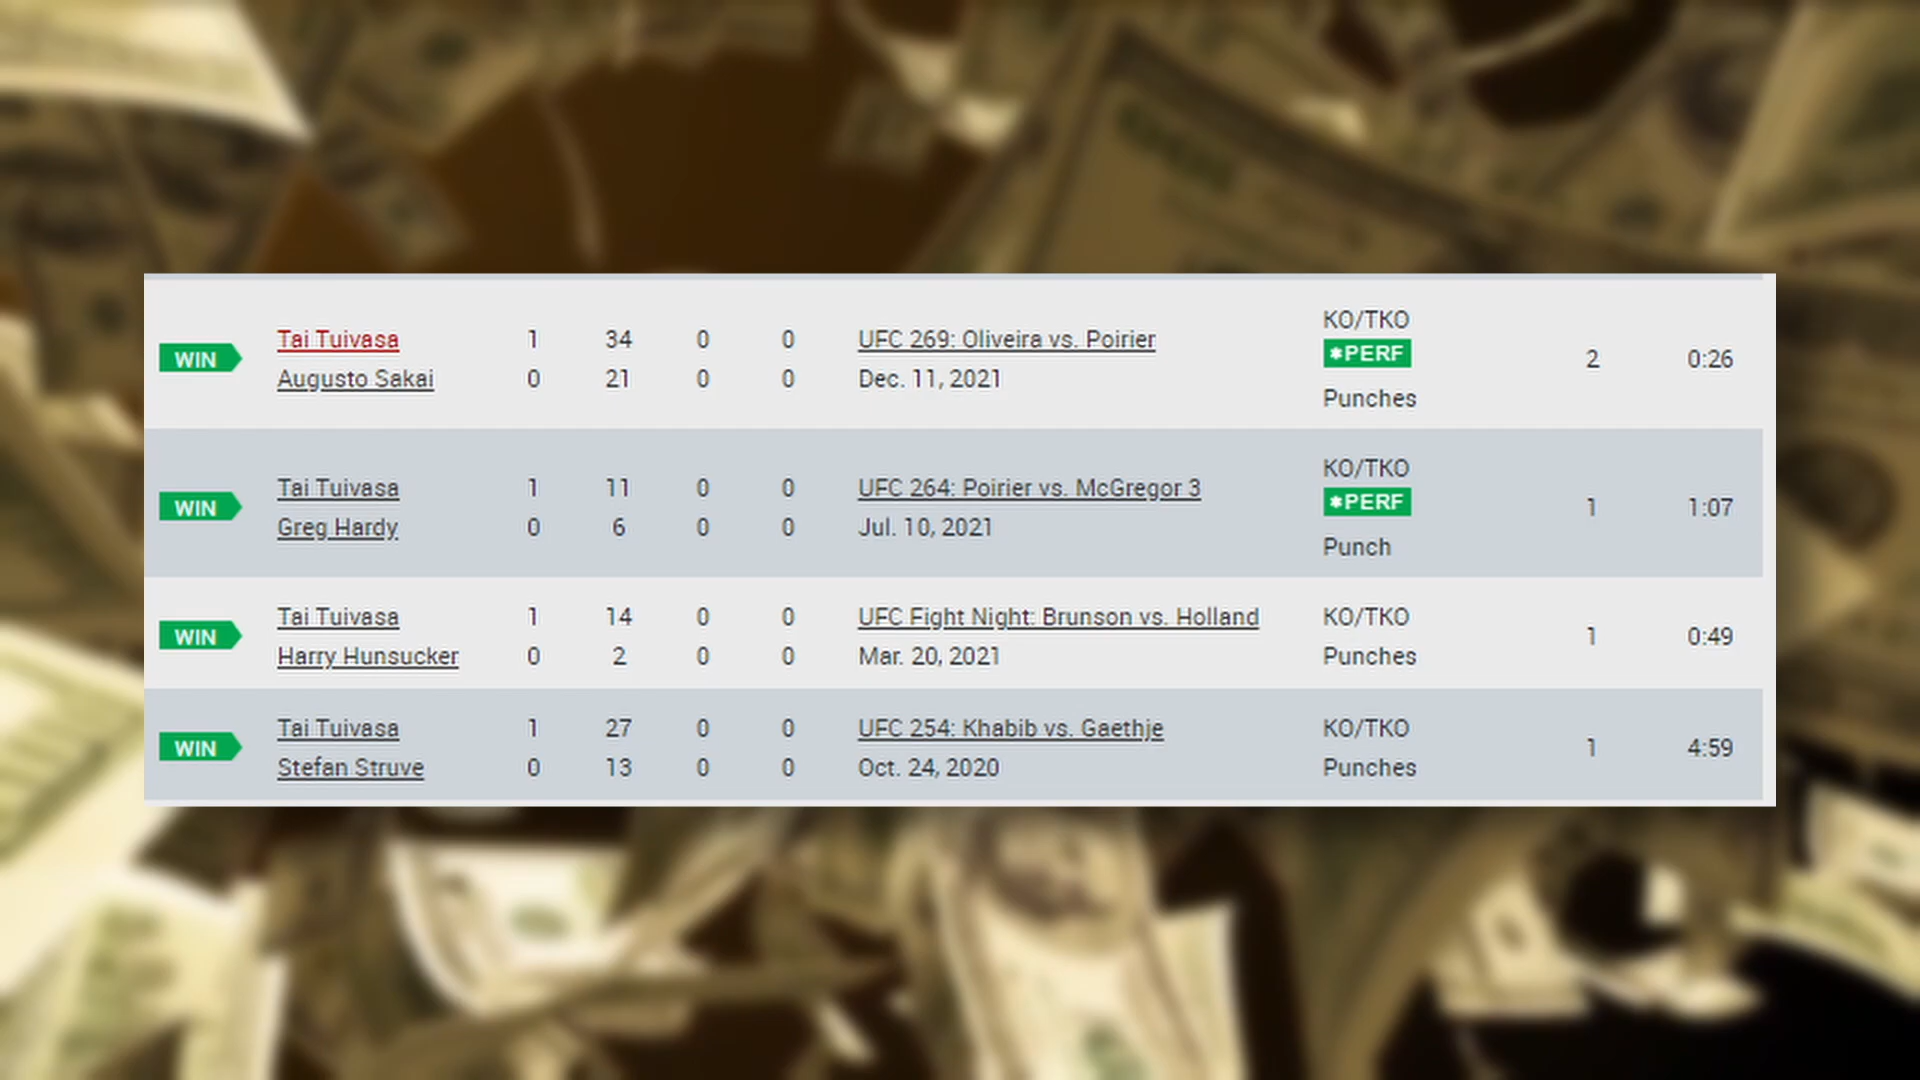 WIN Tai Tuivasa 1 34 0 0 UFC 269: Oliveira vs. Poirier KO/TKO 2 0:26
Augusto Sakai 0 21 0 0 Dec. 11, 2021 *PERF
Punches
WIN Tai Tuivasa 1 11 0 0 UFC 264: Poirier vs. McGregor 3 KO/TKO 1 1:07
Greg Hardy 0 6 0 0 Jul. 10, 2021 *PERF
Punch
WIN Tai Tuivasa 1 14 0 0 UFC Fight Night: Brunson vs. Holland KO/TKO 1 0:49
Harry Hunsucker 0 2 0 0 Mar. 20, 2021 Punches
WIN Tai Tuivasa 1 27 0 0 UFC 254: Khabib vs. Gaethje KO/TKO 1 4:59
Stefan Struve 0 13 0 0 Oct. 24, 2020 Punches